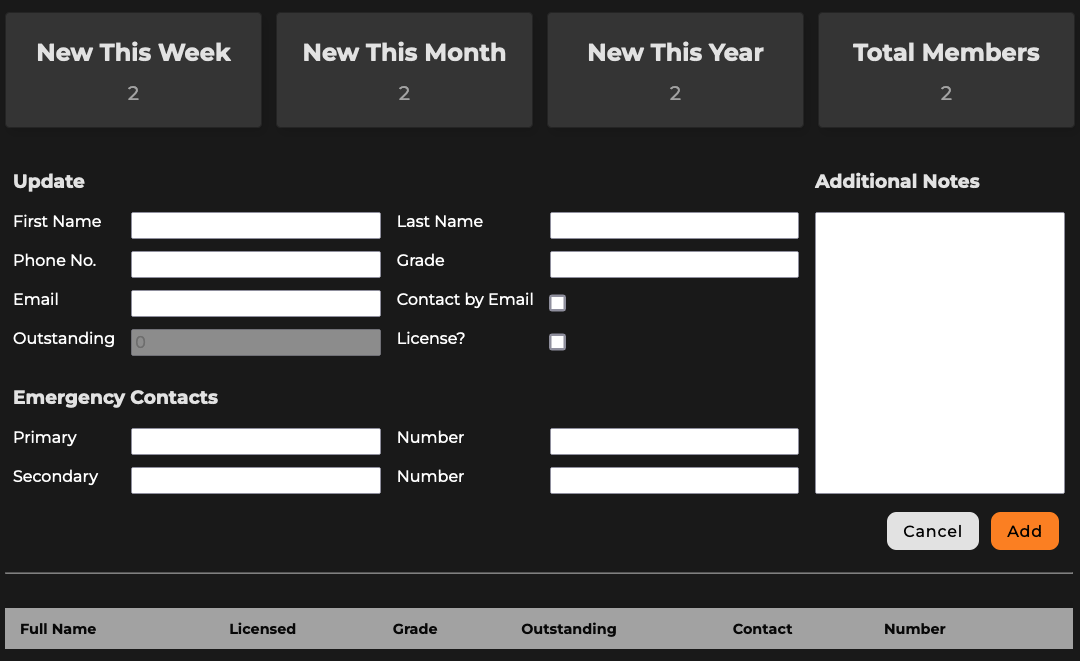 New This Week New This Month New This Year Total Members
2 2 2 2
Update Additional Notes
First Name Last Name
Phone No. Grade
Email Contact by Email
Outstanding 0 License?
Emergency Contacts
Primary Number
Secondary Number
Cancel Add
Full Name Licensed Grade Outstanding Contact Number